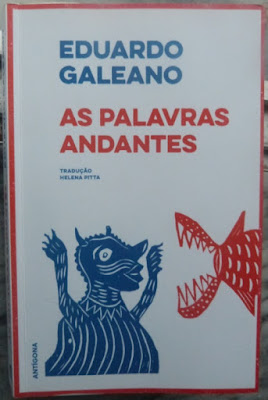 EDUARDO
GALEANO
AS PALAVRAS
ANDANTES
TRADUÇÃO
HELENA PITTA
ANTÍGONA